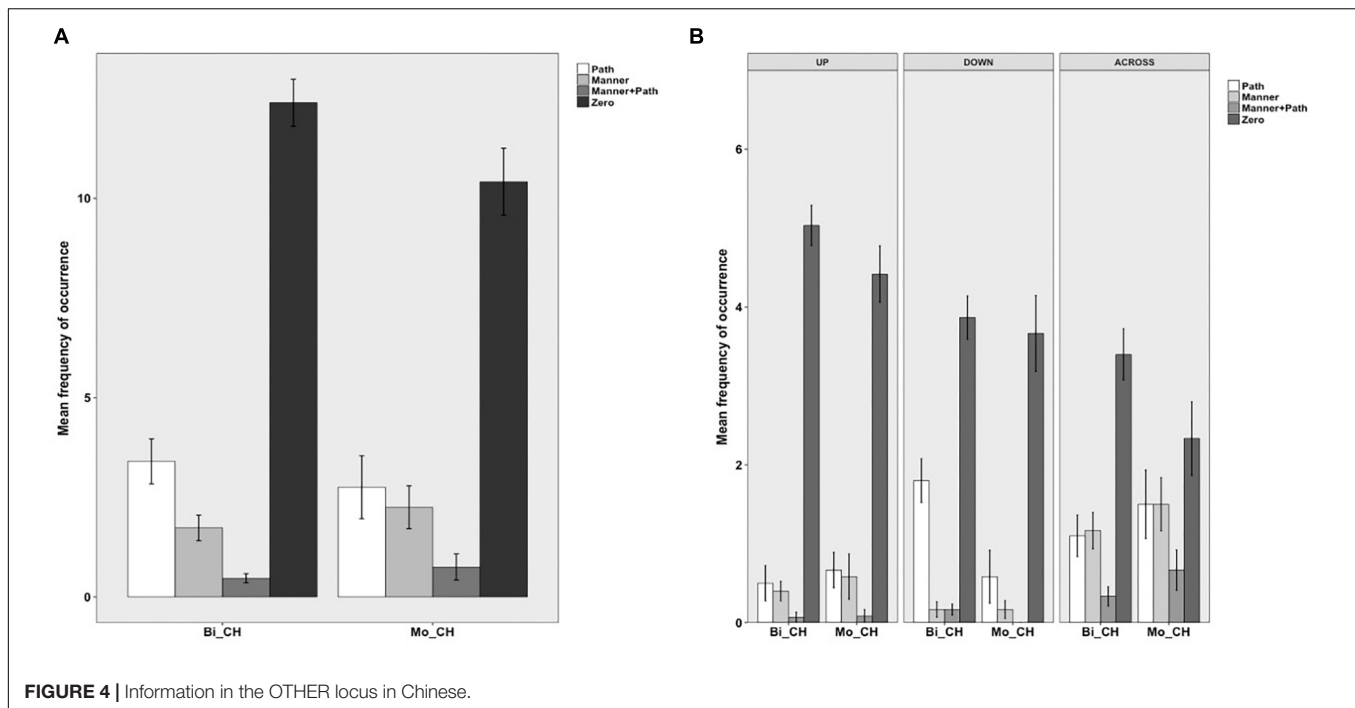 A
Mean frequency of occurrence
10
5
0
Bi_CH
Mo_CH
Path
Manner
Manner+Path
Zero
B
Mean frequency of occurrence
6
4
2
0
UP
DOWN
ACROSS
Bi_CH
Mo_CH
Bi_CH
Mo_CH
Bi_CH
Mo_CH
Path
Manner
Manner+Path
Zero
FIGURE 4 | Information in the OTHER locus in Chinese.